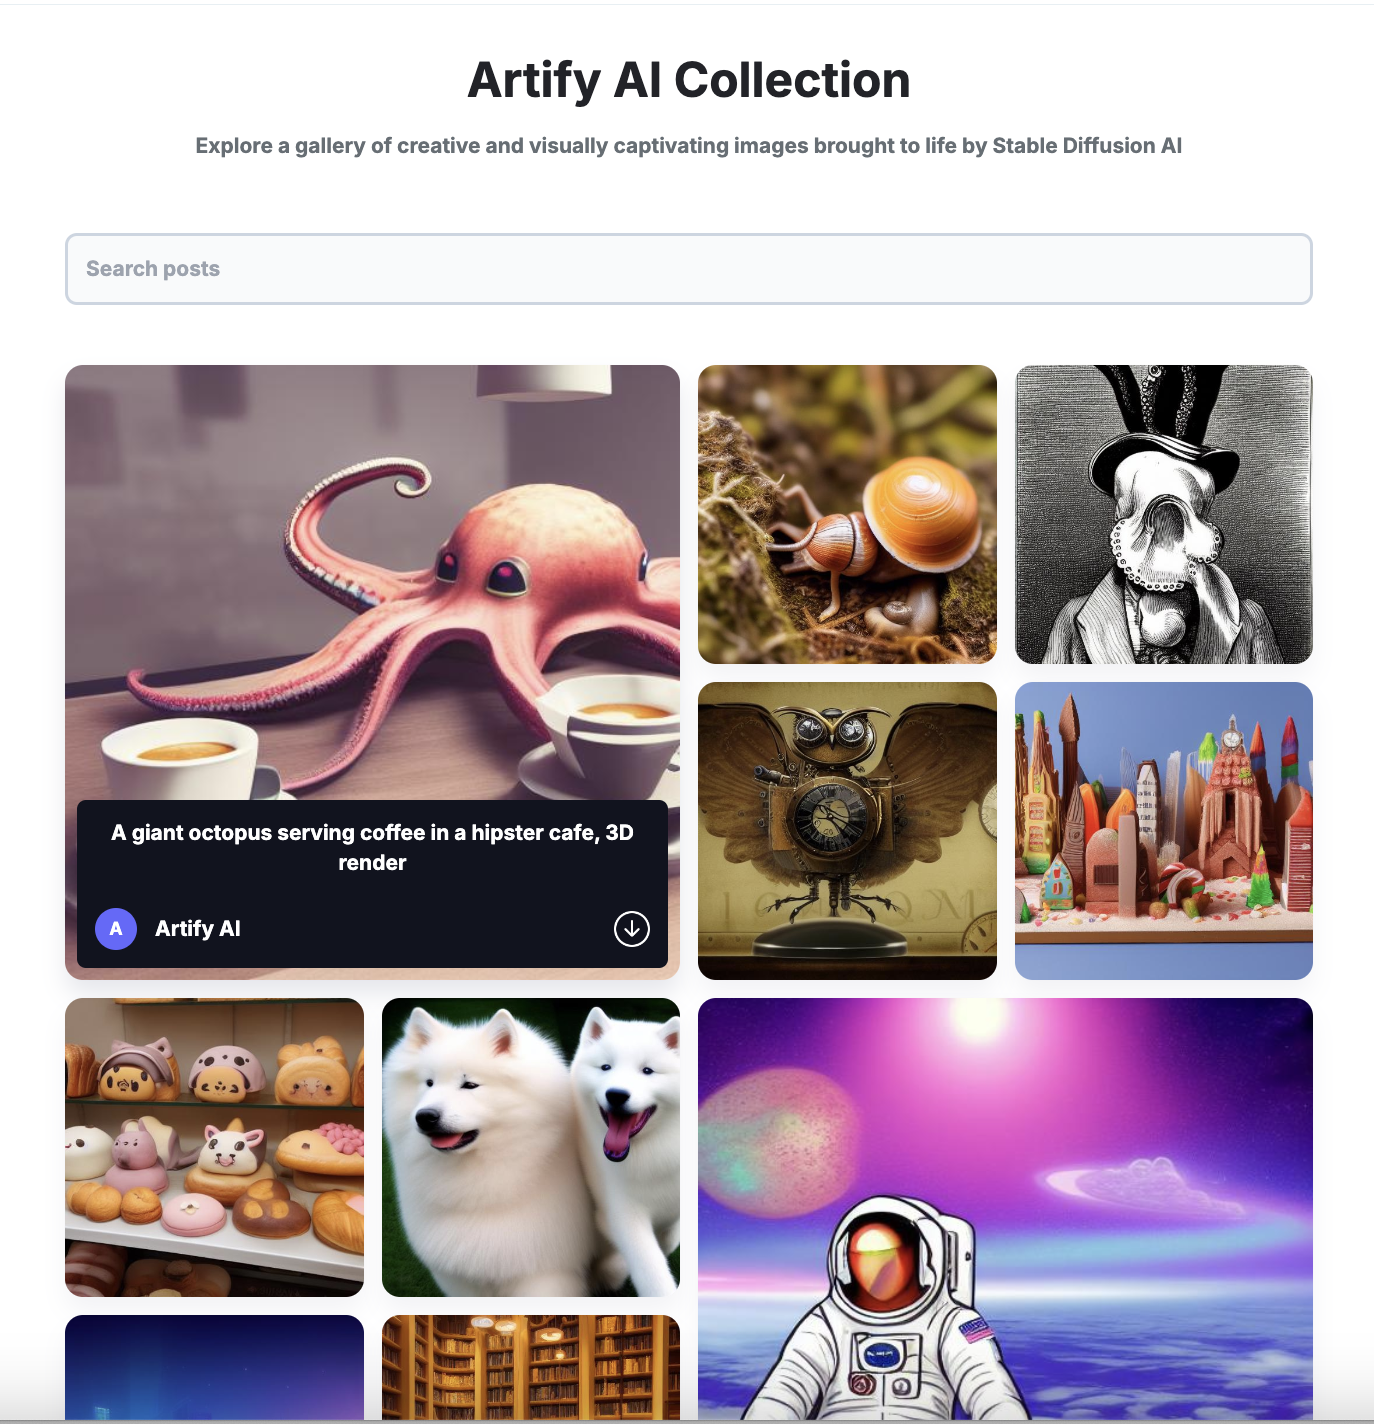 Artify AI Collection
Explore a gallery of creative and visually captivating images brought to life by Stable Diffusion AI
Search posts
A giant octopus serving coffee in a hipster cafe, 3D
render
A
Artify AI